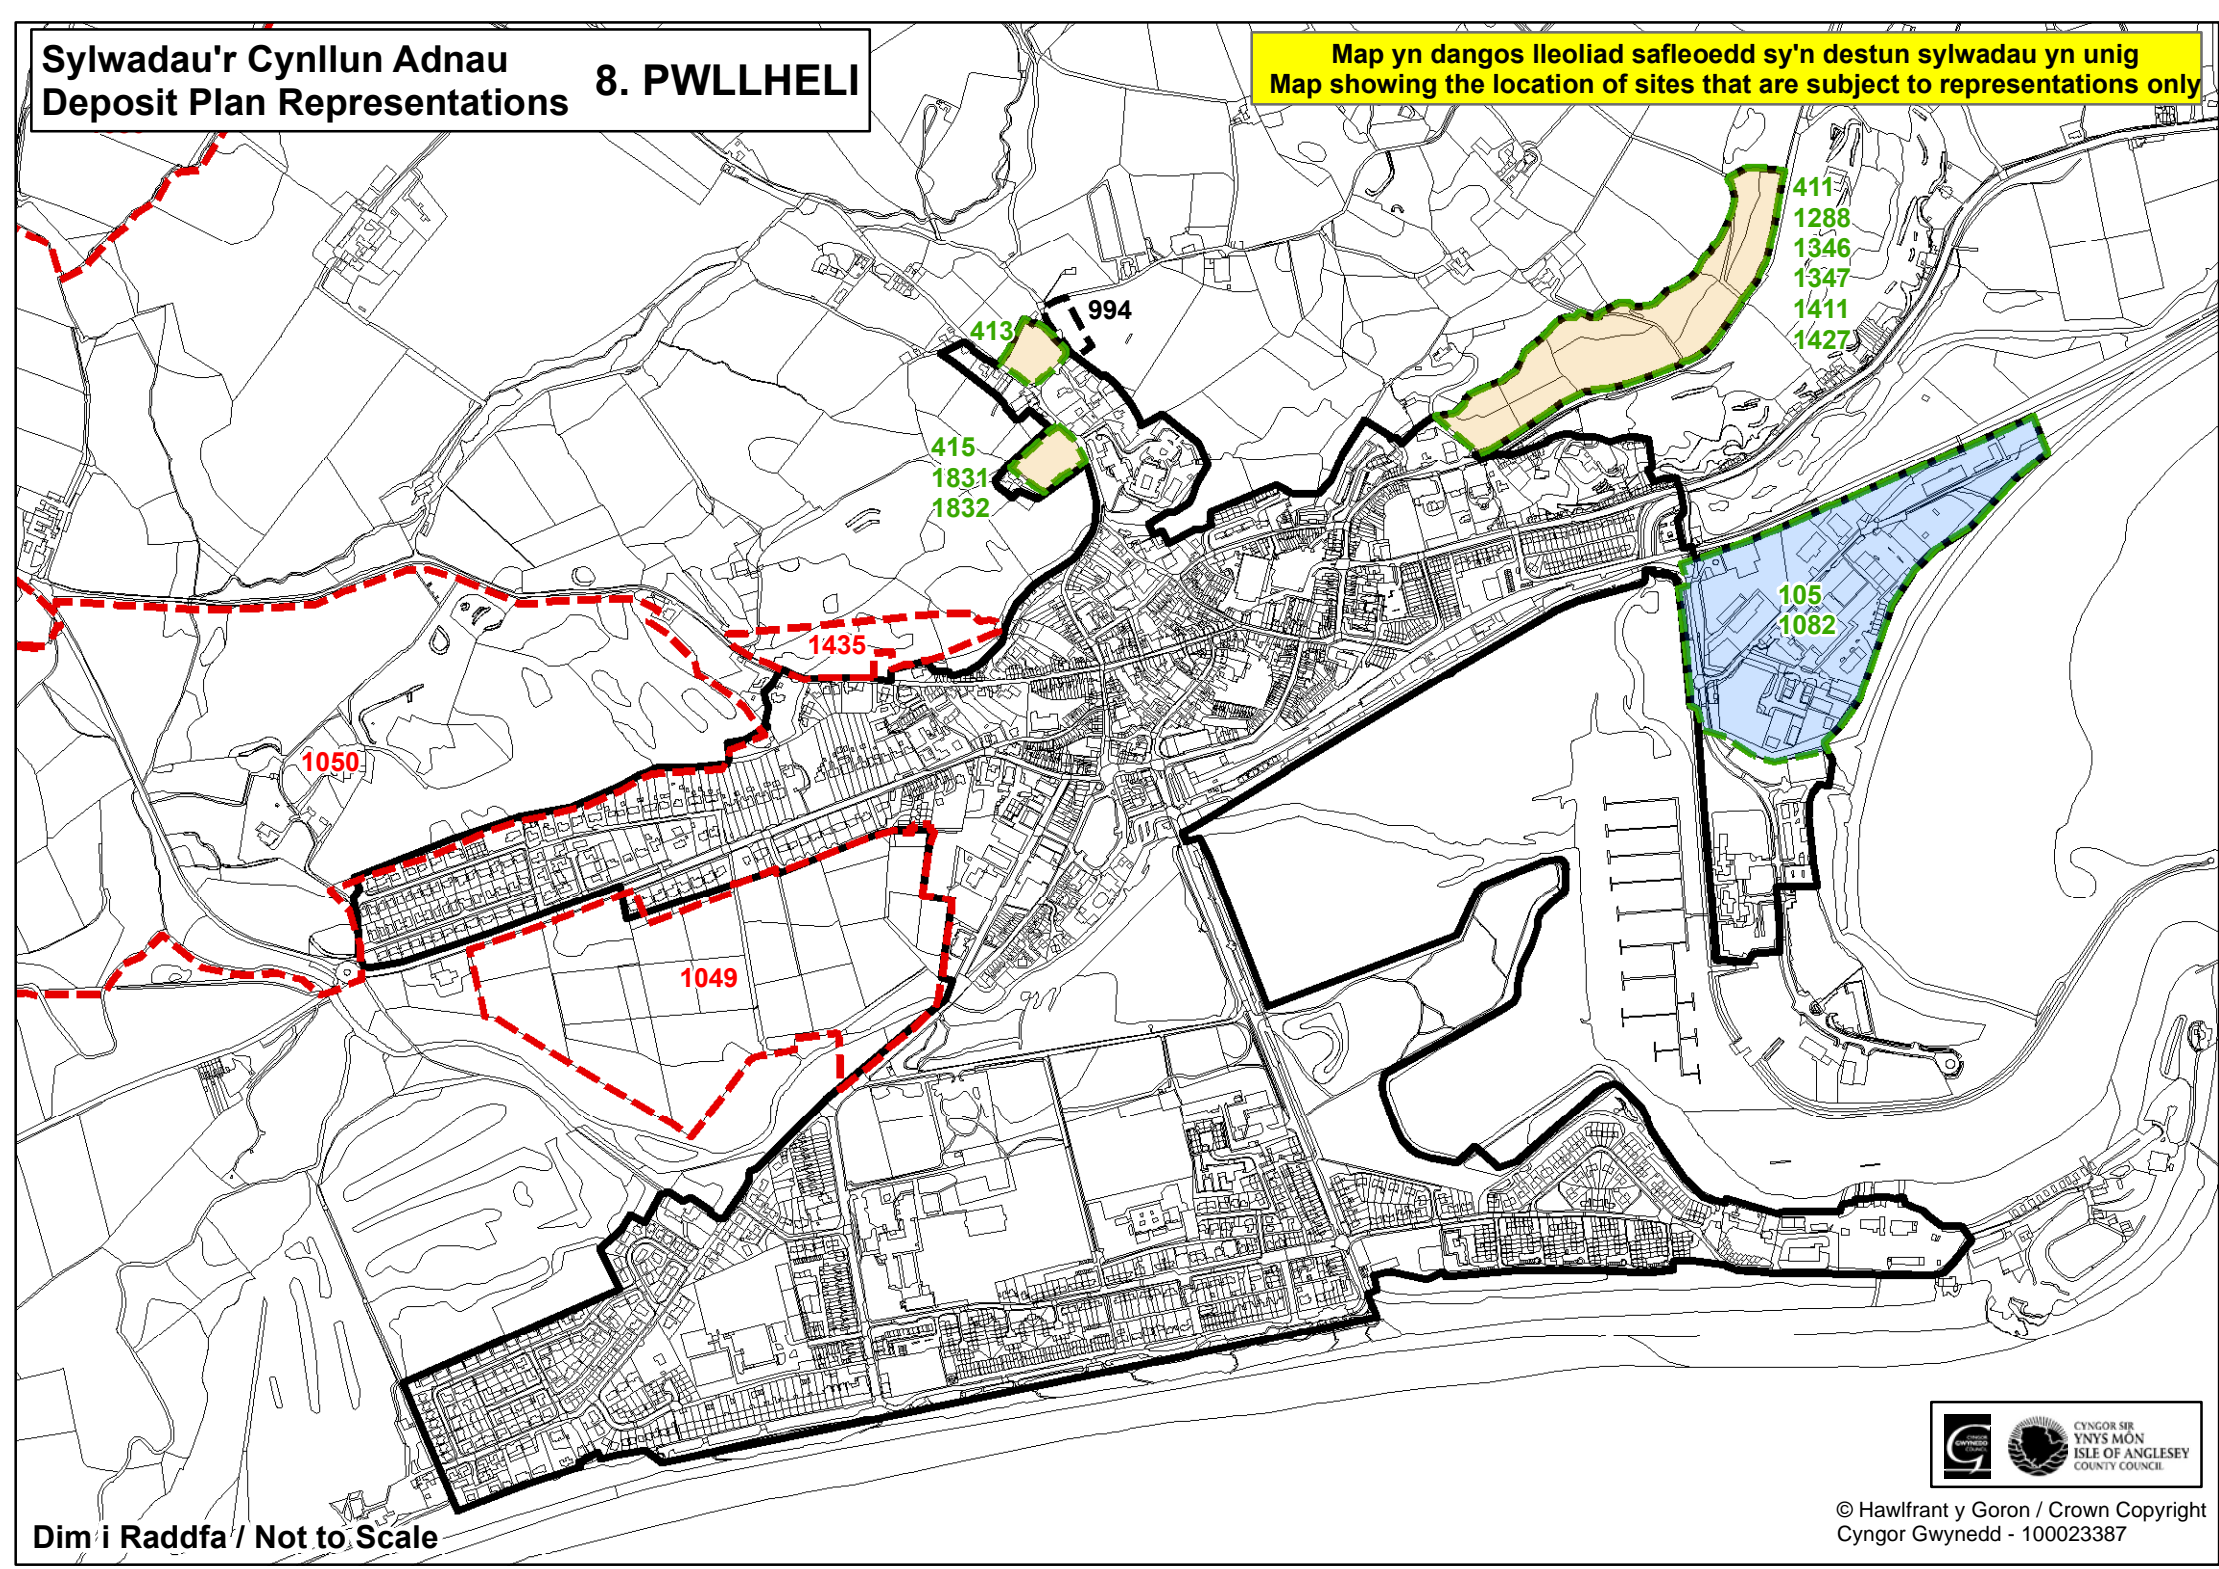 Sylwadau'r Cynllun Adnau
Deposit Plan Representations
8. PWLLHELI
Map yn dangos lleoliad safleoedd sy'n destun sylwadau yn unig
Map showing the location of sites that are subject to representations only
411
1288
1346
1347
1411
1427
994
413
415
1831
1832
105
1082
1435
1050
1049
CYNGOR
GWYNEDD
COUNCIL
CYNGOR SIR
YNYS MÔN
ISLE OF ANGLESEY
COUNTY COUNCIL
© Hawlfrant y Goron / Crown Copyright
Cyngor Gwynedd - 100023387
Dim i Raddfa / Not to Scale